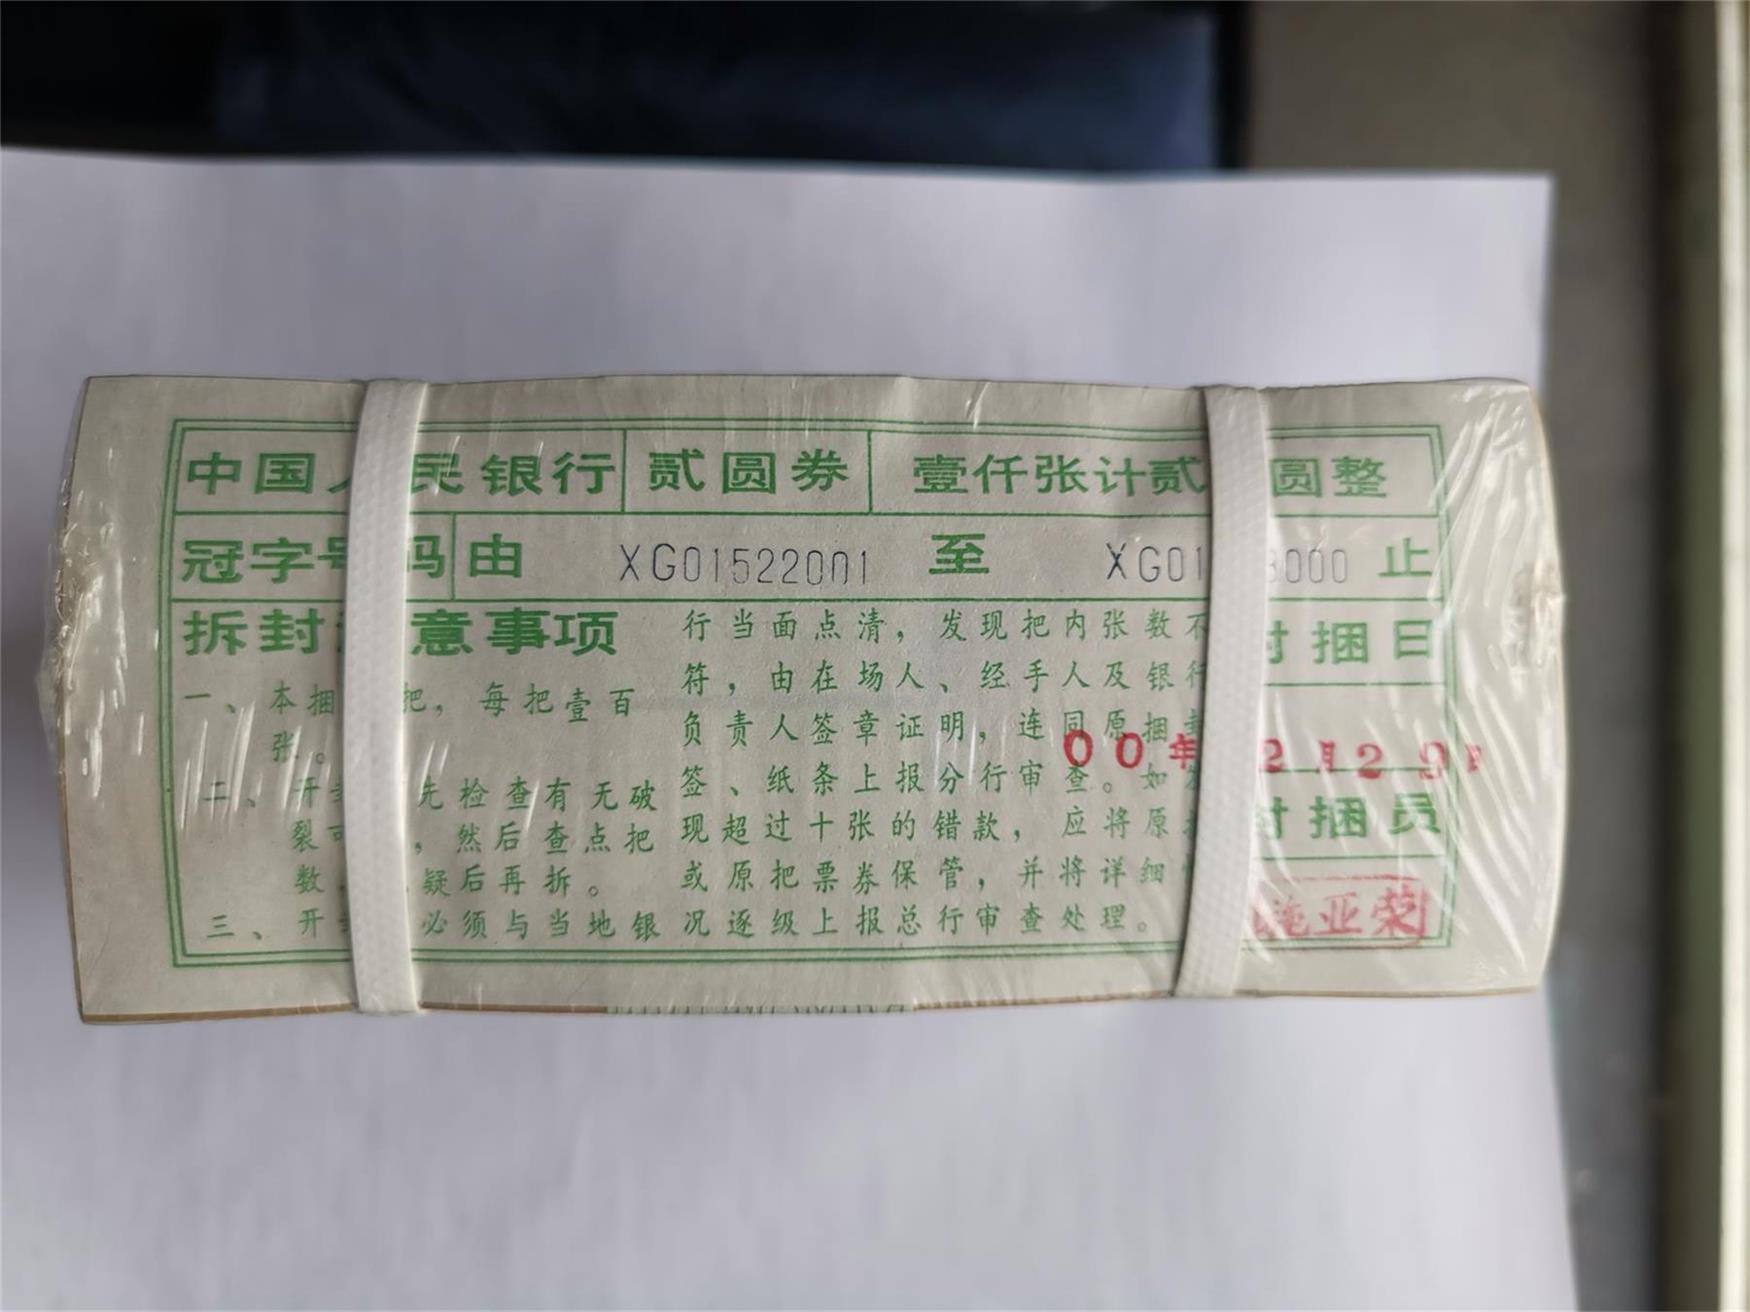 中国 民银行 贰圆券 壹仟张计贰 圆整
冠字号 码 由 XG01522001 至 XG01 3000 止
拆封 意事项
一、本捆 把，每把壹百
张。
二、开 先检查有无破
裂 ，然后查点把
数， 疑后再拆。
三、开 必须与当地银
行当面点清，发现把内张数不
符，由在场人、经手人及银行
负责人签章证明，连同原捆封
签、纸条上报分行审查。如发
现超过十张的错款，应将原
或原把票券保管，并将详细
况逐级上报总行审查处理。
封捆日
00年 2月29日
封捆员
施亚荣